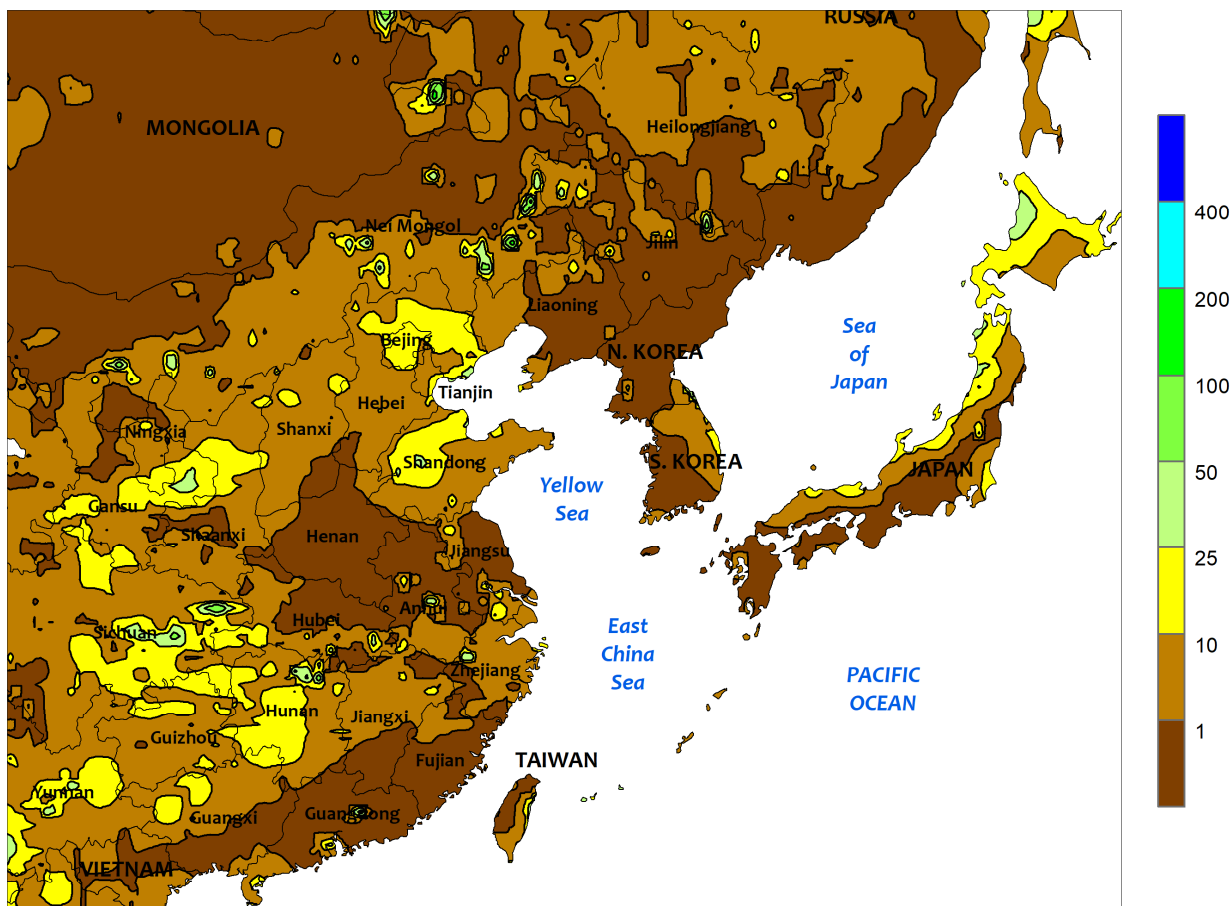 RUSSIA
MONGOLIA
Heilongjiang
Nei Mongol
Jilin
Liaoning
Bejing
N. KOREA
Sea
of
Japan
Tianjin
Hebei
Ningxia
Shanxi
Shandong
S. KOREA
JAPAN
Yellow
Sea
Gansu
Shaanxi
Henan
Jiangsu
Anhui
Hubei
Sichuan
East
China
Sea
Zhejiang
PACIFIC
OCEAN
Hunan
Jiangxi
Guizhou
Fujian
TAIWAN
Yunnan
Guangxi
Guangdong
VIETNAM
400
200
100
50
25
10
1